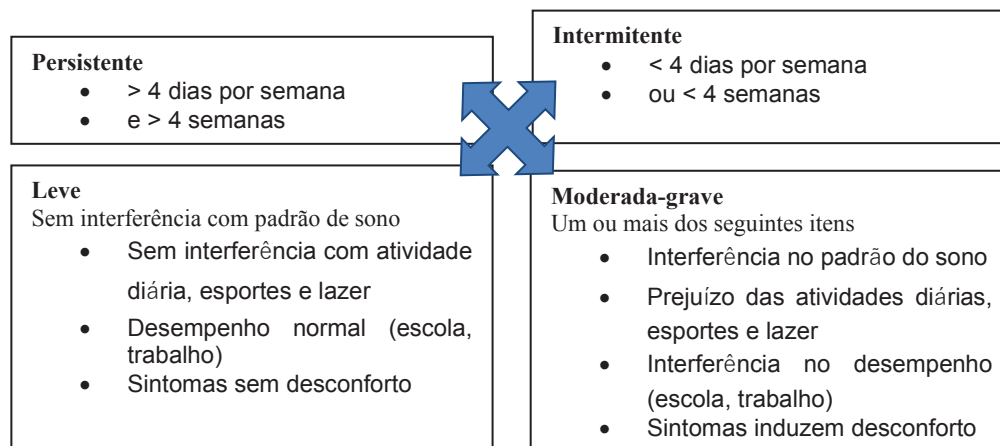 Persistente
• > 4 dias por semana
• e > 4 semanas
Intermitente
• < 4 dias por semana
• ou < 4 semanas
Leve
Sem interferência com padrão de sono
• Sem interferência com atividade
diária, esportes e lazer
• Desempenho normal (escola,
trabalho)
• Sintomas sem desconforto
Moderada-grave
Um ou mais dos seguintes itens
• Interferência no padrão do sono
• Prejuízo das atividades diárias,
esportes e lazer
• Interferência no desempenho
(escola, trabalho)
• Sintomas induzem desconforto